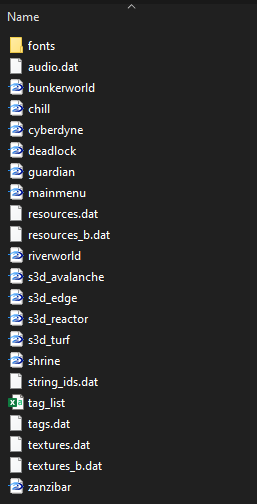 Name
fonts
audio.dat
bunkerworld
chill
cyberdyne
deadlock
guardian
mainmenu
resources.dat
resources_b.dat
riverworld
s3d_avalanche
s3d_edge
s3d_reactor
s3d_turf
shrine
string_ids.dat
tag_list
tags.dat
textures.dat
textures_b.dat
zanzibar